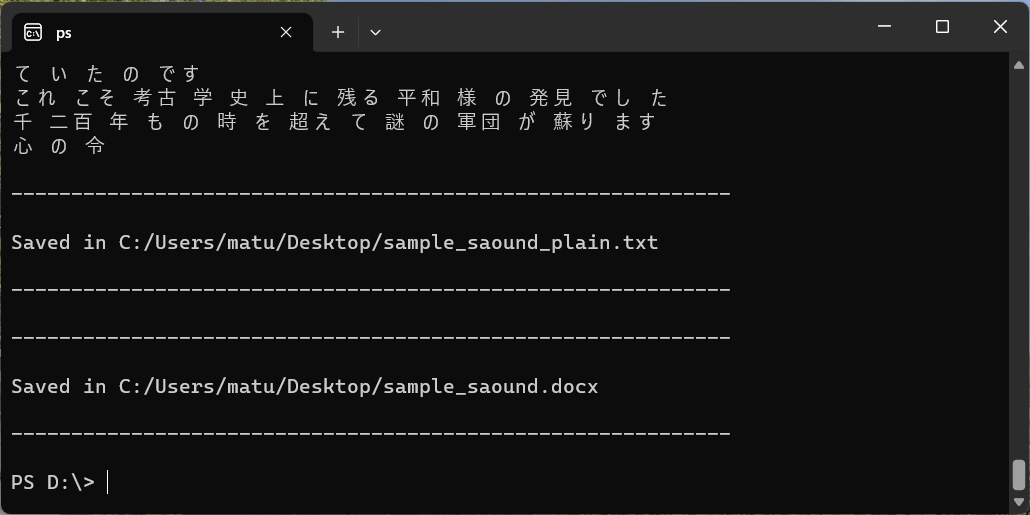 ps
て い た の です
これ こそ 考古 学 史 上 に 残る 平和 様 の 発見 でし た
千 二百 年 も の 時 を 超え て 謎 の 軍団 が 蘇り ます
心 の 令
------------------------------------------------------------
Saved in C:/Users/matu/Desktop/sample_saound_plain.txt
------------------------------------------------------------
------------------------------------------------------------
Saved in C:/Users/matu/Desktop/sample_saound.docx
------------------------------------------------------------
PS D:\>